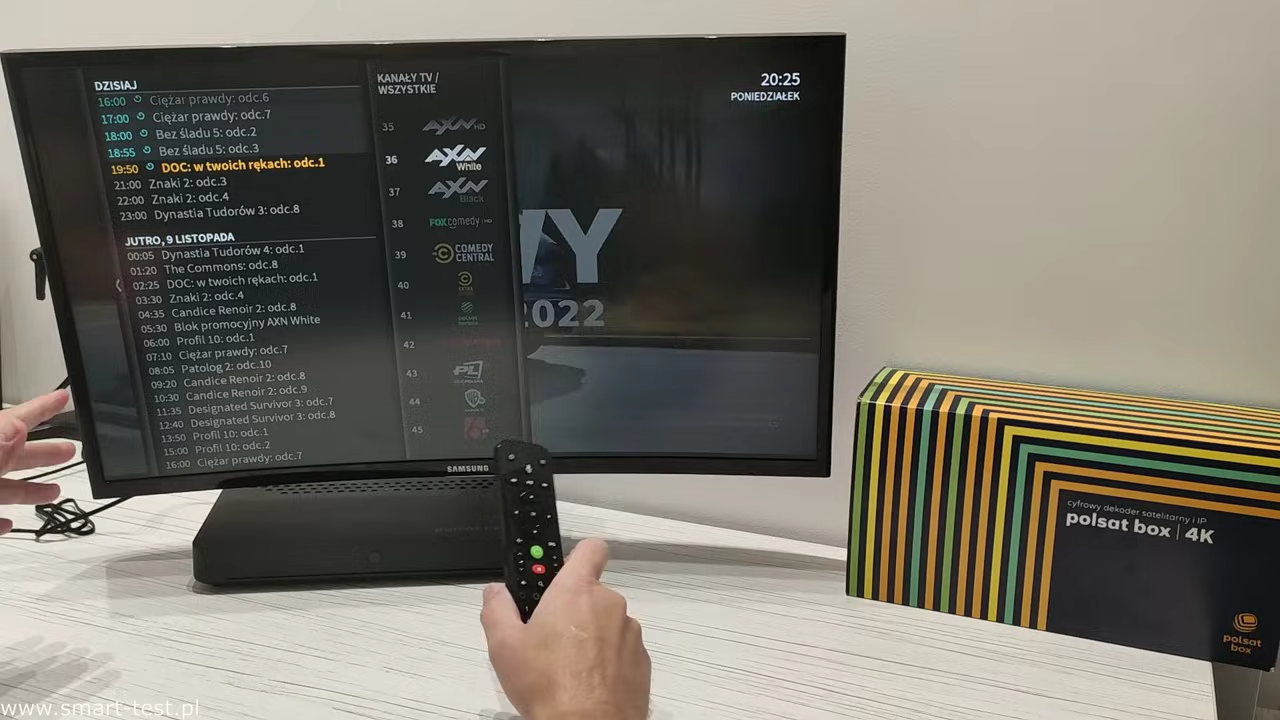 DZISIAJ
16:00 Ciężar prawdy: odc.6
17:00 Ciężar prawdy: odc.7
18:00 Bez śladu 5: odc.2
18:55 Bez śladu 5: odc.3
19:50 DOC: w twoich rękach: odc.1
21:00 Znaki 2: odc.3
22:00 Znaki 2: odc.4
23:00 Dynastia Tudorów 3: odc.8
JUTRO, 9 LISTOPADA
00:05 Dynastia Tudorów 4: odc.1
01:20 The Commons: odc.8
02:25 DOC: w twoich rękach: odc.1
03:30 Znaki 2: odc.4
04:35 Candice Renoir 2: odc.8
05:30 Blok promocyjny AXN White
06:00 Profil 10: odc.1
07:10 Ciężar prawdy: odc.7
08:05 Patolog 2: odc.10
09:20 Candice Renoir 2: odc.8
10:30 Candice Renoir 2: odc.9
11:35 Designated Survivor 3: odc.7
12:40 Designated Survivor 3: odc.8
13:50 Profil 10: odc.1
15:00 Profil 10: odc.2
16:00 Ciężar prawdy: odc.7
KANAŁY TV /
WSZYSTKIE
35 AXN HD
36 AXN White
37 AXN Black
38 FOX comedy HD
39 COMEDY CENTRAL
40 EXTRA
41
42
43 PL
44
45
20:25
PONIEDZIAŁEK
WY
2022
SAMSUNG
cyfrowy dekoder satelitarny i IP
polsat box | 4K
polsat
box
www.smart-test.pl